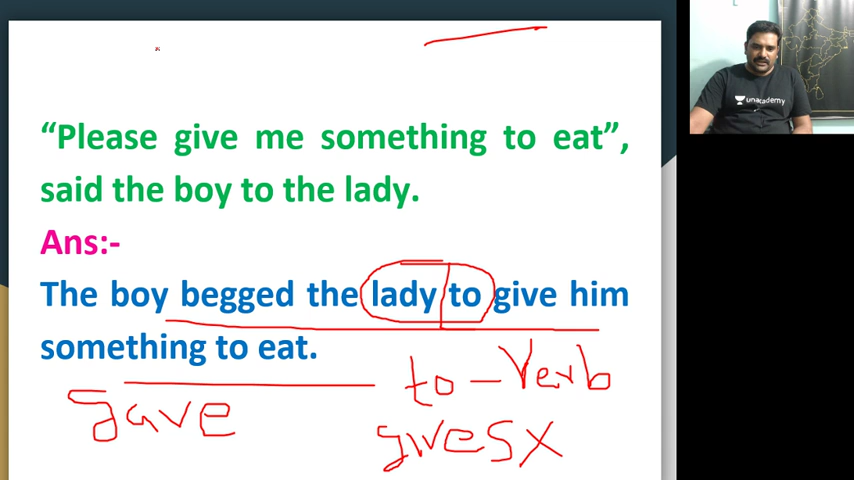 “Please give me something to eat”,
said the boy to the lady.
Ans:-
The boy begged the lady to give him
something to eat.
to - Verb
gave
gives X
unacademy